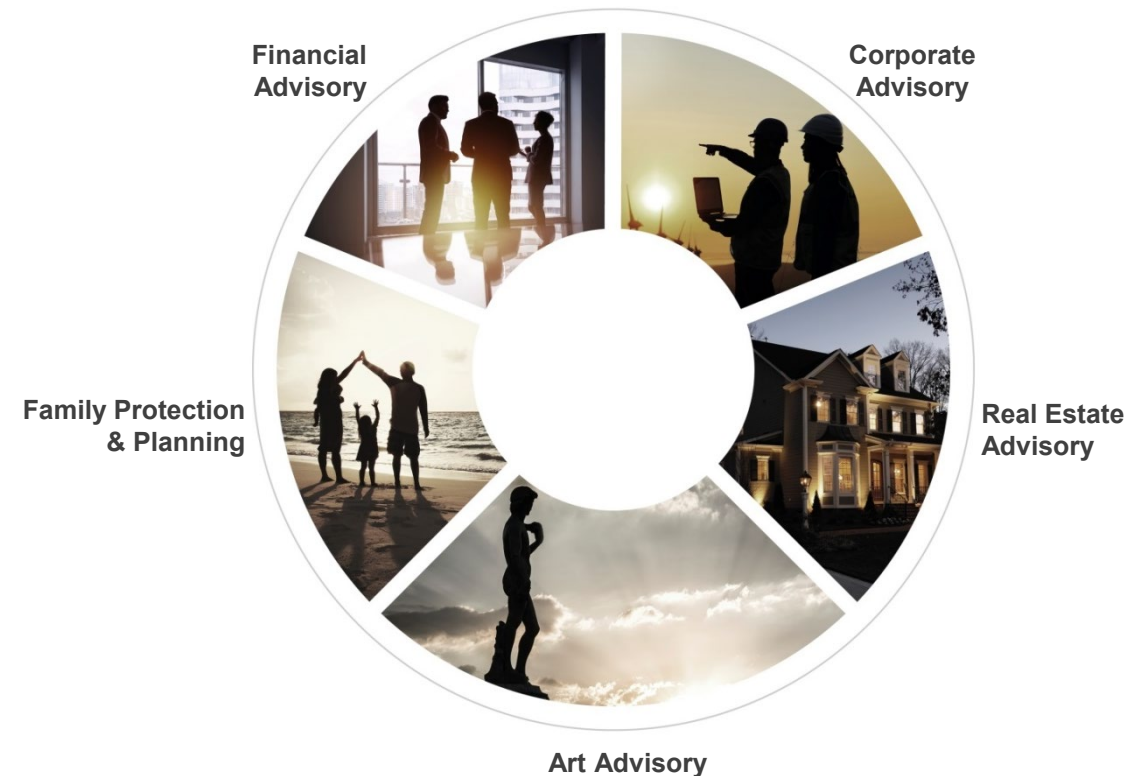 Financial
Advisory
Corporate
Advisory
Family Protection
& Planning
Real Estate
Advisory
Art Advisory